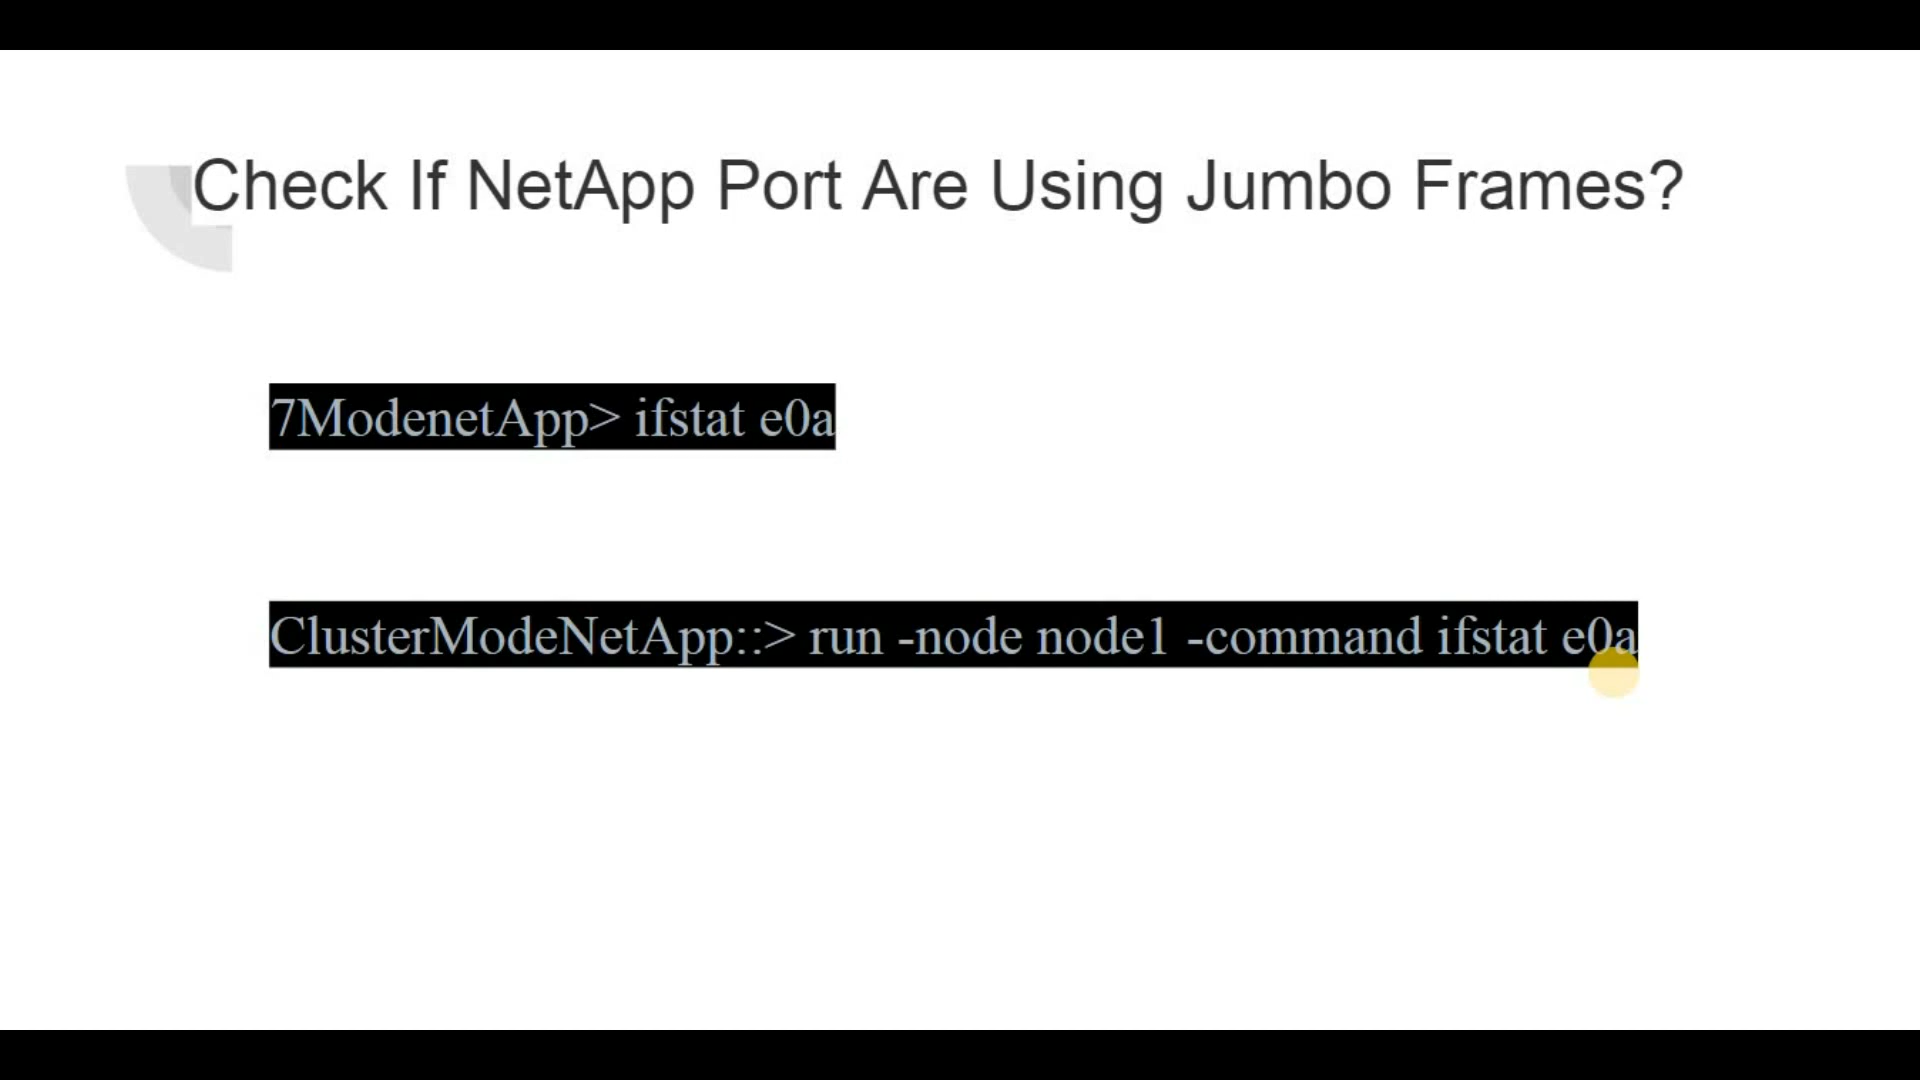 Check If NetApp Port Are Using Jumbo Frames?
7ModenetApp> ifstat e0a
ClusterModeNetApp::> run -node node1 -command ifstat e0a